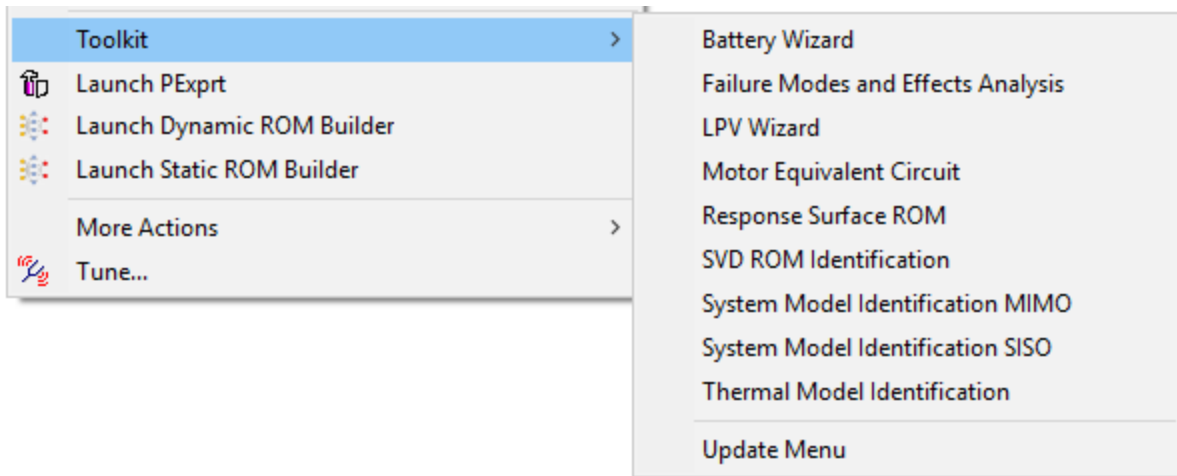 Toolkit
Launch PExprt
Launch Dynamic ROM Builder
Launch Static ROM Builder
More Actions
Tune...
Battery Wizard
Failure Modes and Effects Analysis
LPV Wizard
Motor Equivalent Circuit
Response Surface ROM
SVD ROM Identification
System Model Identification MIMO
System Model Identification SISO
Thermal Model Identification
Update Menu